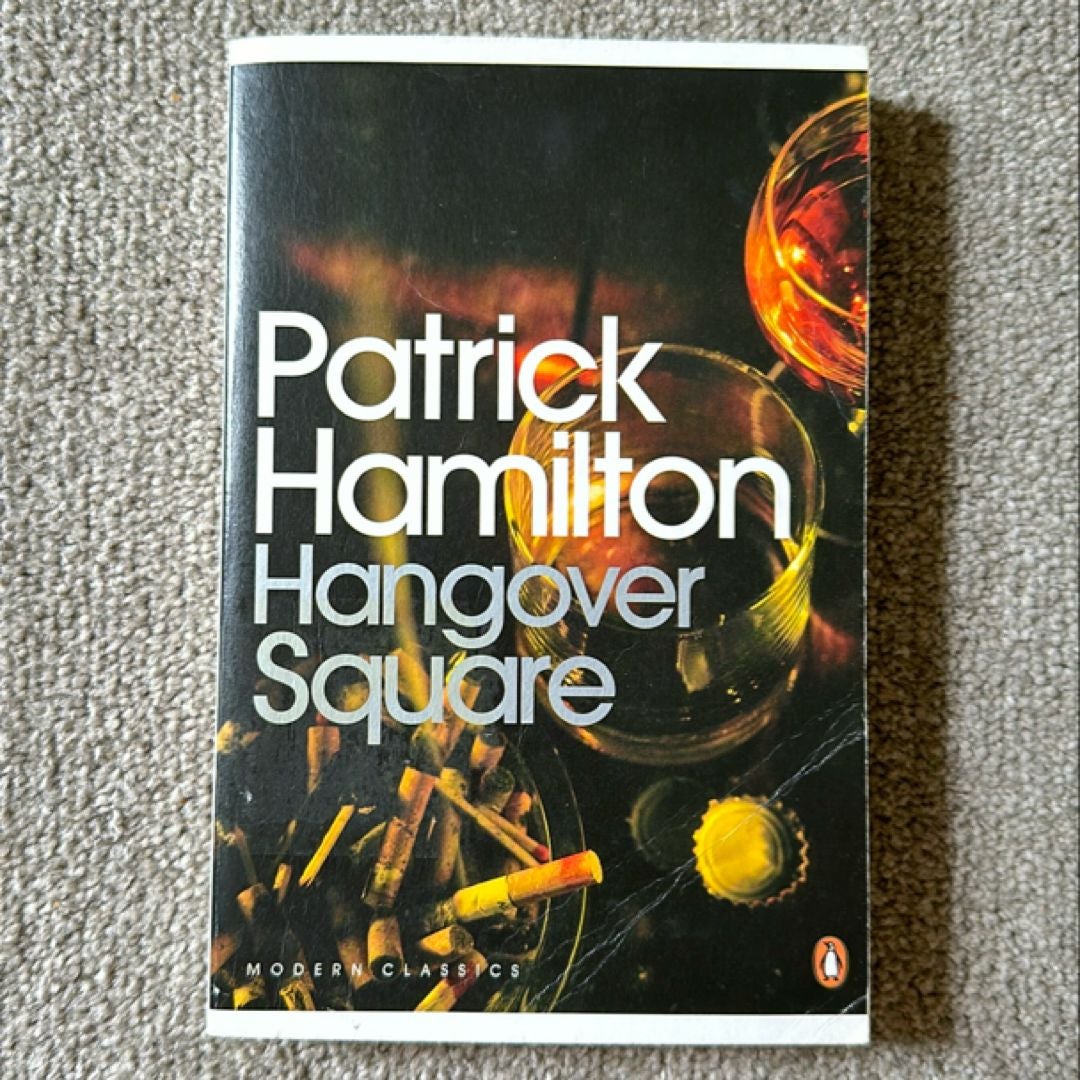 Patrick
Hamilton
Hangover
Square
MODERN CLASSICS